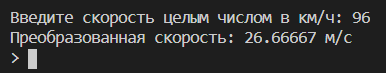 Введите скорость целым числом в км/ч: 96
Преобразованная скорость: 26.66667 м/с
>